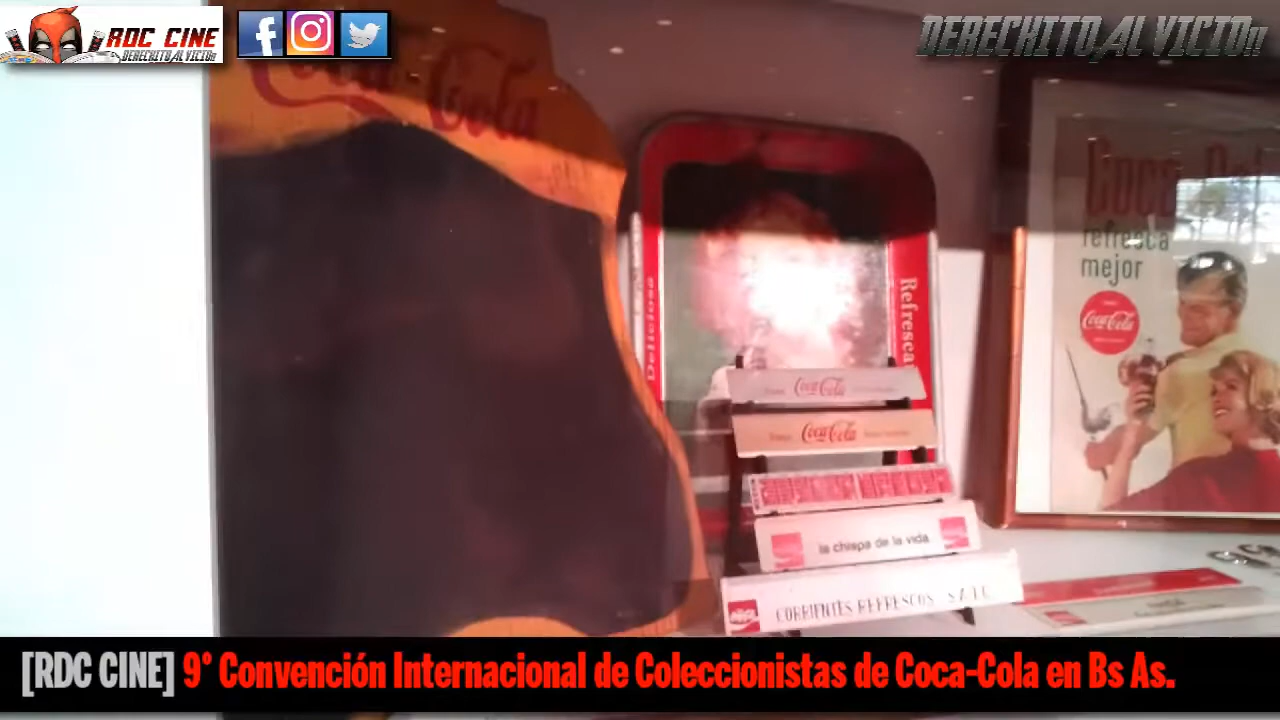 RDC CINE
DERECHITO AL VICIO!!
DERECHITO AL VICIO!!
Coca-Cola
Delicioso
Refresca
Coca
refresca
mejor
Coca-Cola
Coca-Cola
Coca-Cola
la chispa de la vida
CORRIENTES REFRESCOS S.A.I.C.
[RDC CINE] 9° Convención Internacional de Coleccionistas de Coca-Cola en Bs As.